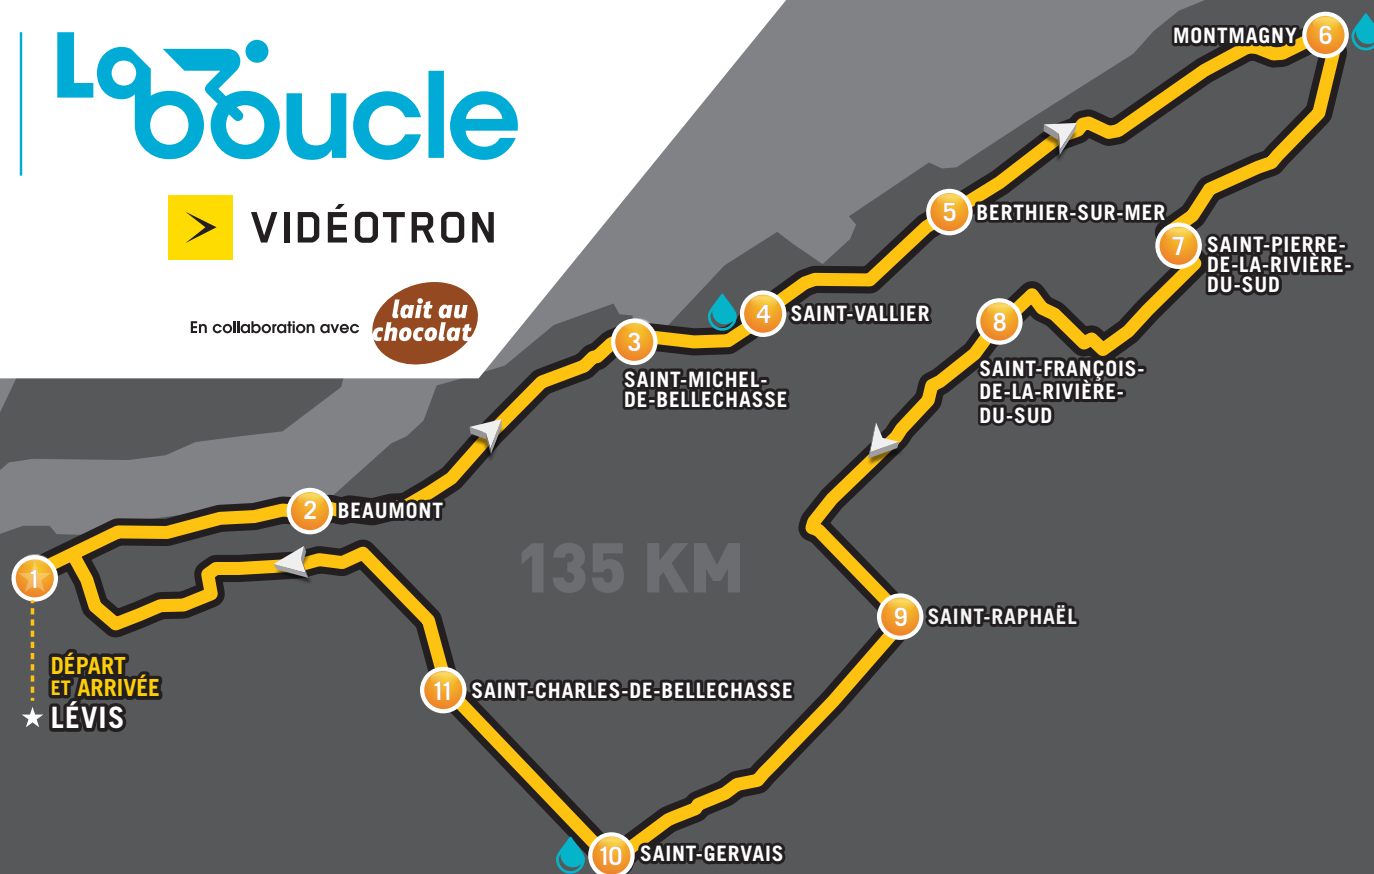 La
boucle
VIDÉOTRON
En collaboration avec
lait au
chocolat
MONTMAGNY 6
5 BERTHIER-SUR-MER
7 SAINT-PIERRE-
DE-LA-RIVIÈRE-
DU-SUD
4 SAINT-VALLIER
8
SAINT-FRANÇOIS-
DE-LA-RIVIÈRE-
DU-SUD
3
SAINT-MICHEL-
DE-BELLECHASSE
2 BEAUMONT
135 KM
1
9 SAINT-RAPHAËL
DÉPART
ET ARRIVÉE
LÉVIS
11 SAINT-CHARLES-DE-BELLECHASSE
10 SAINT-GERVAIS